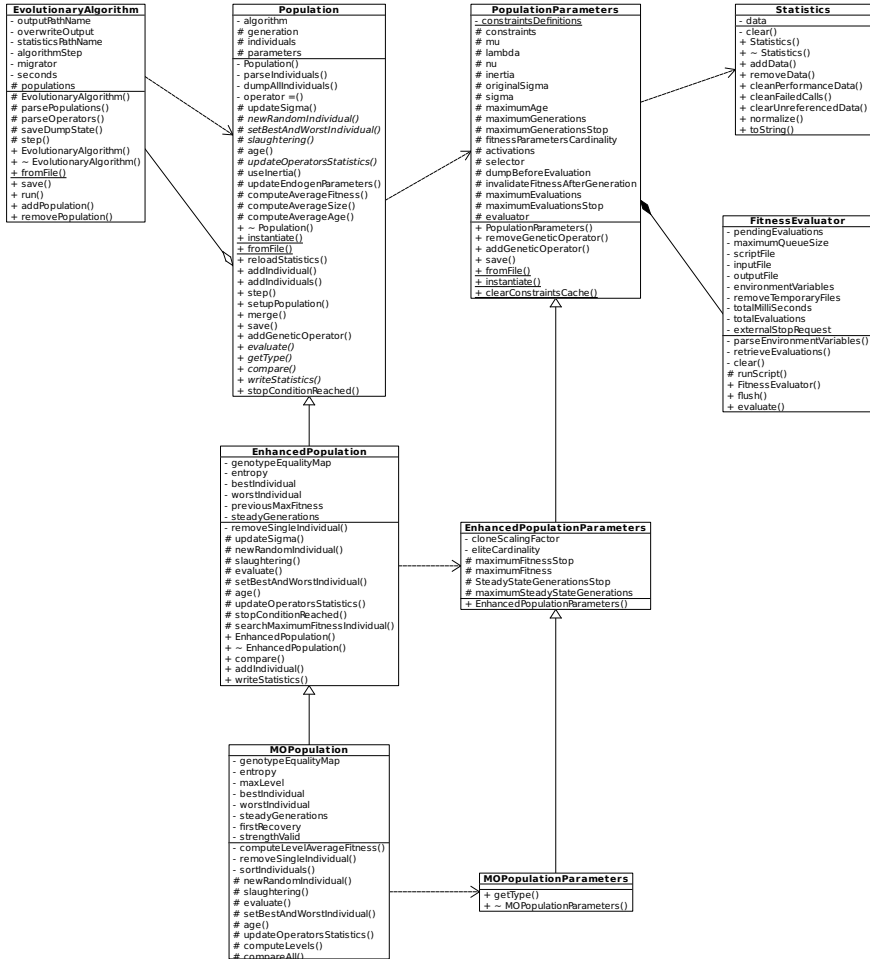 EvolutionaryAlgorithm
- outputPathName
- overwriteOutput
- statisticsPathName
- algorithmStep
- migrator
- seconds
# populations
# EvolutionaryAlgorithm()
# parsePopulations()
# parseOperators()
# saveDumpState()
# step()
+ EvolutionaryAlgorithm()
+ ~ EvolutionaryAlgorithm()
+ fromFile()
+ save()
+ run()
+ addPopulation()
+ removePopulation()
Population
- algorithm
# generation
# individuals
# parameters
- Population()
- parseIndividuals()
- dumpAllIndividuals()
- operator =()
# updateSigma()
# newRandomIndividual()
# setBestAndWorstIndividual()
# slaughtering()
# age()
# updateOperatorsStatistics()
# useInertia()
# updateEndogenParameters()
# computeAverageFitness()
# computeAverageSize()
# computeAverageAge()
+ ~ Population()
+ instantiate()
+ fromFile()
+ reloadStatistics()
+ addIndividual()
+ addIndividuals()
+ step()
+ setupPopulation()
+ merge()
+ save()
+ addGeneticOperator()
+ evaluate()
+ getType()
+ compare()
+ writeStatistics()
+ stopConditionReached()
PopulationParameters
- constraintsDefinitions
# constraints
# mu
# lambda
# nu
# inertia
# originalSigma
# sigma
# maximumAge
# maximumGenerations
# maximumGenerationsStop
# fitnessParametersCardinality
# activations
# selector
# dumpBeforeEvaluation
# invalidateFitnessAfterGeneration
# maximumEvaluations
# maximumEvaluationsStop
# evaluator
+ PopulationParameters()
+ removeGeneticOperator()
+ addGeneticOperator()
+ save()
+ fromFile()
+ instantiate()
+ clearConstraintsCache()
Statistics
- data
- clear()
+ Statistics()
+ ~ Statistics()
+ addData()
+ removeData()
+ cleanPerformanceData()
+ cleanFailedCalls()
+ clearUnreferencedData()
+ normalize()
+ toString()
FitnessEvaluator
- pendingEvaluations
- maximumQueueSize
- scriptFile
- inputFile
- outputFile
- environmentVariables
- removeTemporaryFiles
- totalMilliSeconds
- totalEvaluations
- externalStopRequest
- parseEnvironmentVariables()
- retrieveEvaluations()
- clear()
# runScript()
+ FitnessEvaluator()
+ flush()
+ evaluate()
EnhancedPopulation
- genotypeEqualityMap
- entropy
- bestIndividual
- worstIndividual
- previousMaxFitness
- steadyGenerations
- removeSingleIndividual()
# updateSigma()
# newRandomIndividual()
# slaughtering()
# evaluate()
# setBestAndWorstIndividual()
# age()
# updateOperatorsStatistics()
# stopConditionReached()
# searchMaximumFitnessIndividual()
+ EnhancedPopulation()
+ ~ EnhancedPopulation()
+ compare()
+ addIndividual()
+ writeStatistics()
EnhancedPopulationParameters
- cloneScalingFactor
- eliteCardinality
# maximumFitnessStop
# maximumFitness
# SteadyStateGenerationsStop
# maximumSteadyStateGenerations
+ EnhancedPopulationParameters()
MOPopulation
- genotypeEqualityMap
- entropy
- maxLevel
- bestIndividual
- worstIndividual
- steadyGenerations
- firstRecovery
- strengthValid
- computeLevelAverageFitness()
- removeSingleIndividual()
- sortIndividuals()
# newRandomIndividual()
# slaughtering()
# evaluate()
# setBestAndWorstIndividual()
# age()
# updateOperatorsStatistics()
# computeLevels()
# compareAll()
MOPopulationParameters
+ getType()
+ ~ MOPopulationParameters()